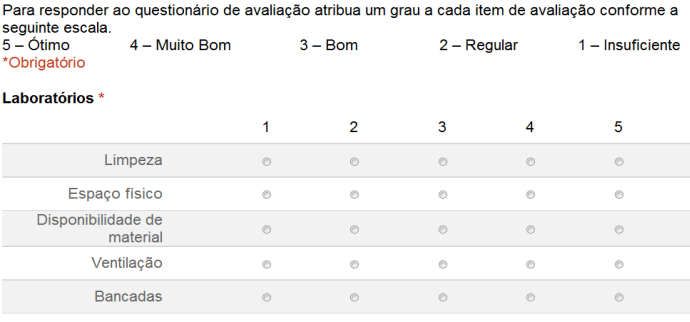 Para responder ao questionário de avaliação atribua um grau a cada item de avaliação conforme a
seguinte escala.
5 – Ótimo 4 – Muito Bom 3 – Bom 2 – Regular 1 – Insuficiente
*Obrigatório
Laboratórios *
1 2 3 4 5
Limpeza
Espaço físico
Disponibilidade de
material
Ventilação
Bancadas